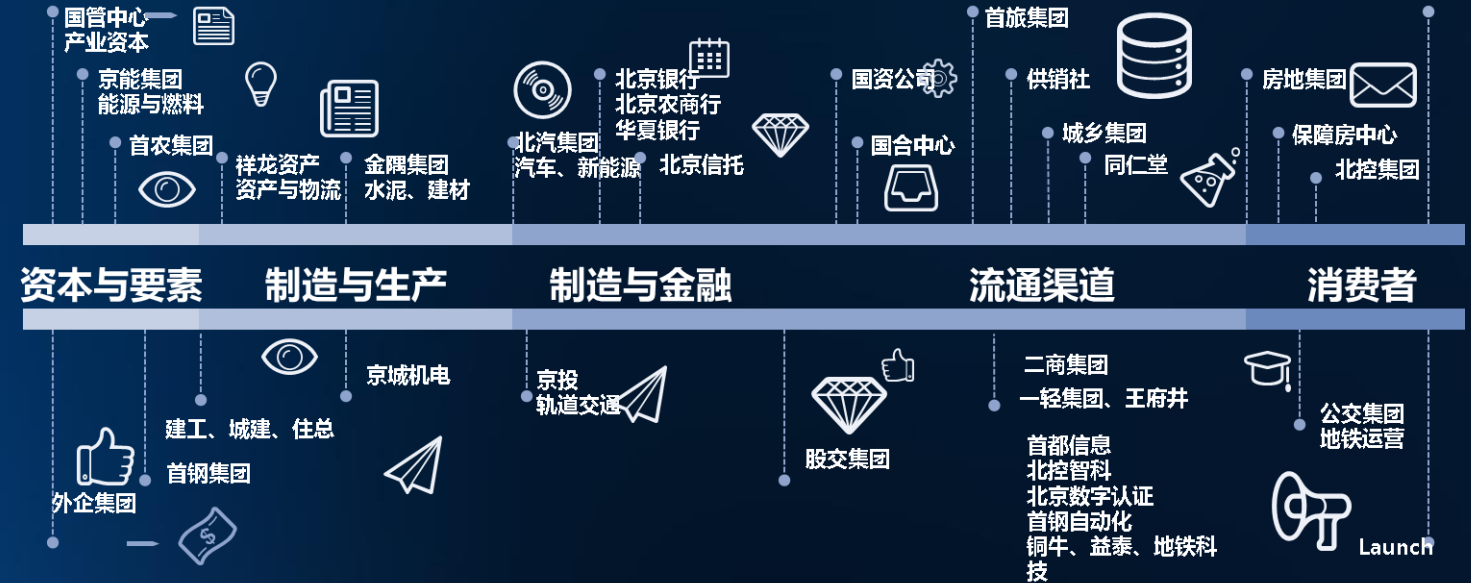 国管中心
产业资本
京能集团
能源与燃料
首农集团
祥龙资产
资产与物流
金隅集团
水泥、建材
北汽集团
汽车、新能源
北京银行
北京农商行
华夏银行
北京信托
国资公司
国合中心
首旅集团
供销社
城乡集团
同仁堂
房地集团
保障房中心
北控集团
资本与要素
制造与生产
制造与金融
流通渠道
消费者
外企集团
首钢集团
建工、城建、住总
京城机电
京投
轨道交通
股交集团
二商集团
一轻集团、王府井
首都信息
北控智科
北京数字认证
首钢自动化
铜牛、益泰、地铁科
技
公交集团
地铁运营
Launch